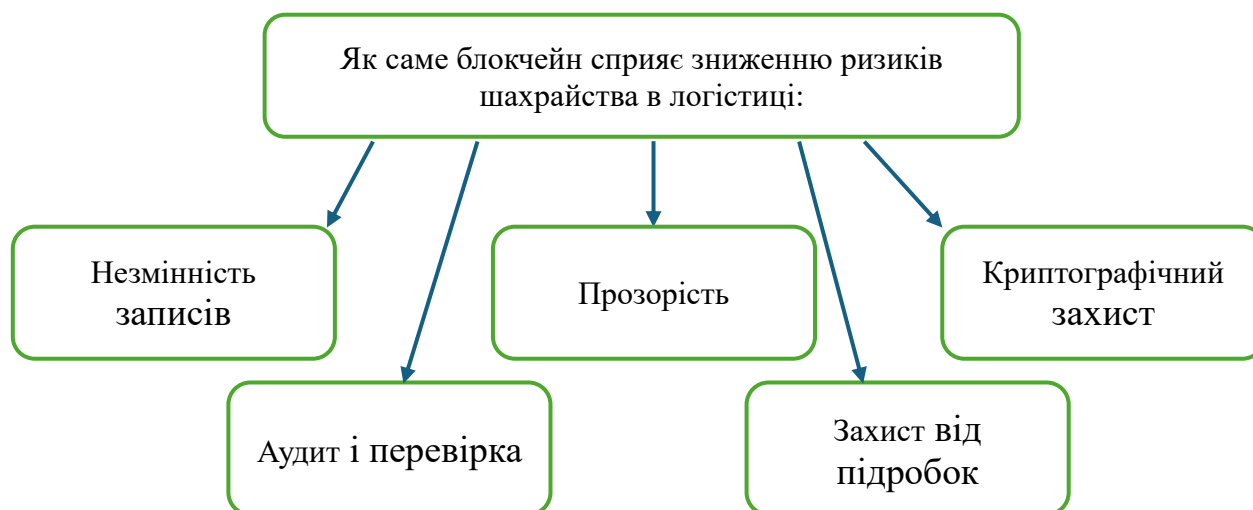 Як саме блокчейн сприяє зниженню ризиків
шахрайства в логістиці:
Незмінність
записів
Прозорість
Криптографічний
захист
Аудит і перевірка
Захист від
підробок